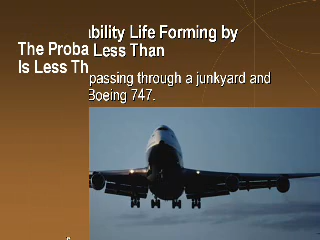 ability Life Forming by
The Proba Less Than
Is Less Th
passing through a junkyard and
Boeing 747.